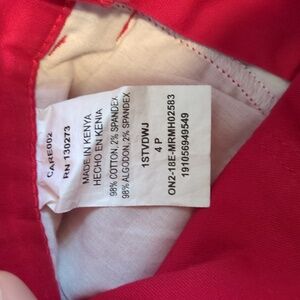 CARE002
RN 130273
MADE IN KENYA
HECHO EN KENIA
98% COTTON, 2% SPANDEX
98% ALGODON, 2% SPANDEX
1STVDWJ
4 P
ON2-18E-MRMH02583
191056949549